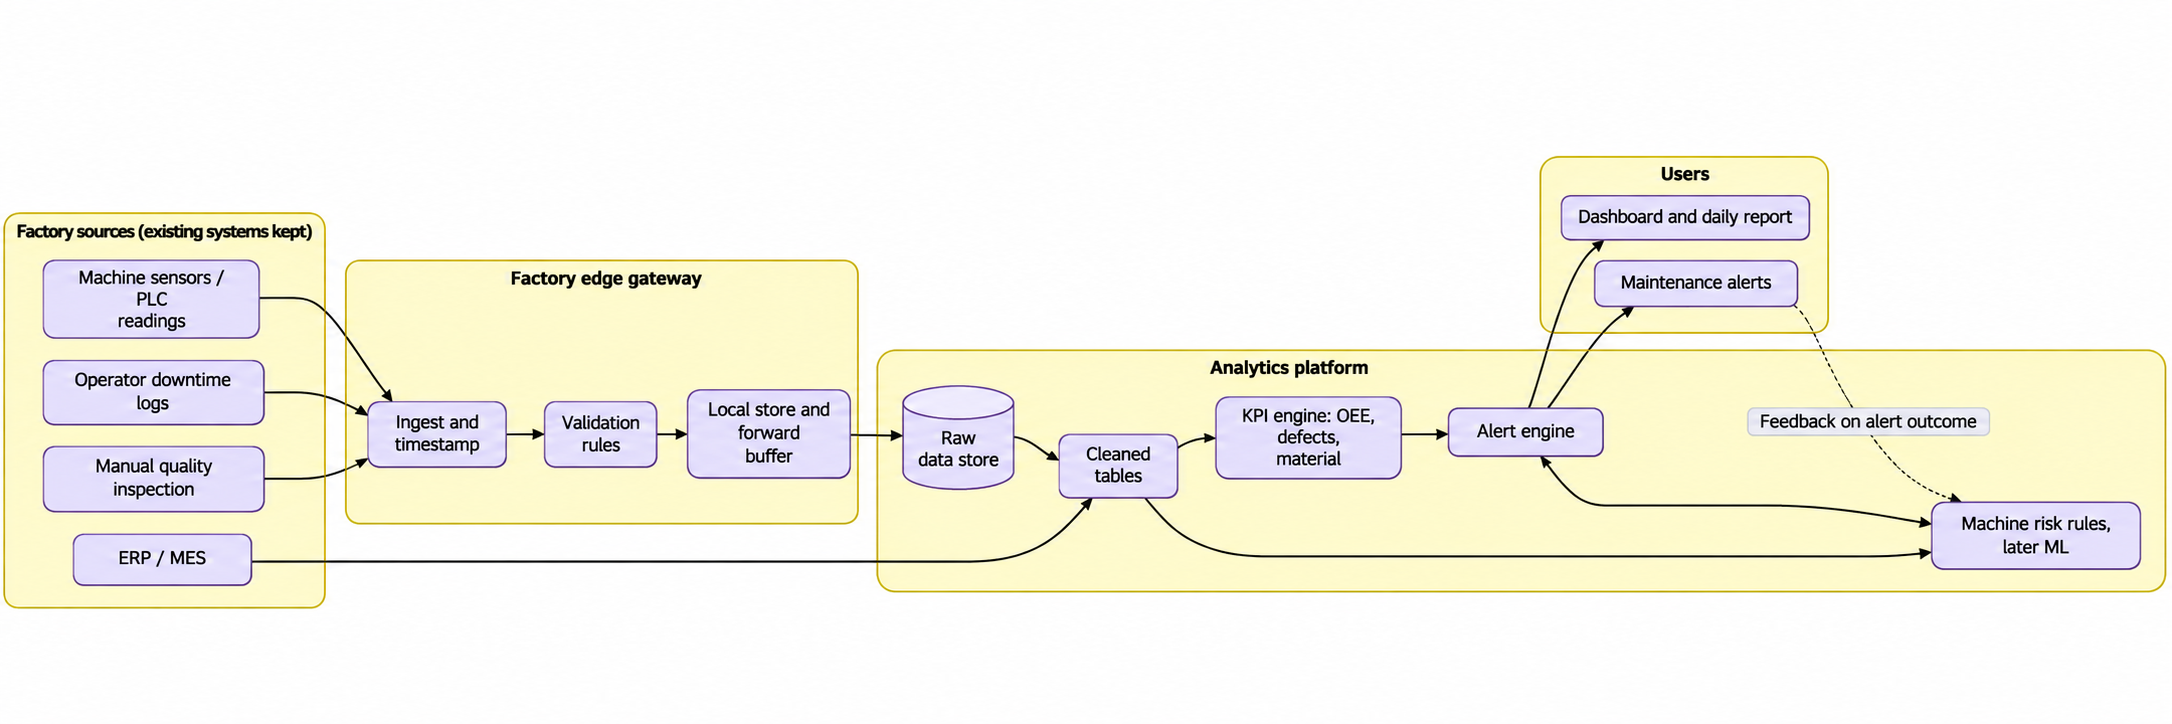 Factory sources (existing systems kept)
Machine sensors /
PLC
readings
Operator downtime
logs
Manual quality
inspection
ERP / MES
Factory edge gateway
Ingest and
timestamp
Validation
rules
Local store and
forward
buffer
Analytics platform
Raw
data store
Cleaned
tables
KPI engine: OEE,
defects,
material
Alert engine
Users
Dashboard and daily report
Maintenance alerts
Feedback on alert outcome
Machine risk rules,
later ML